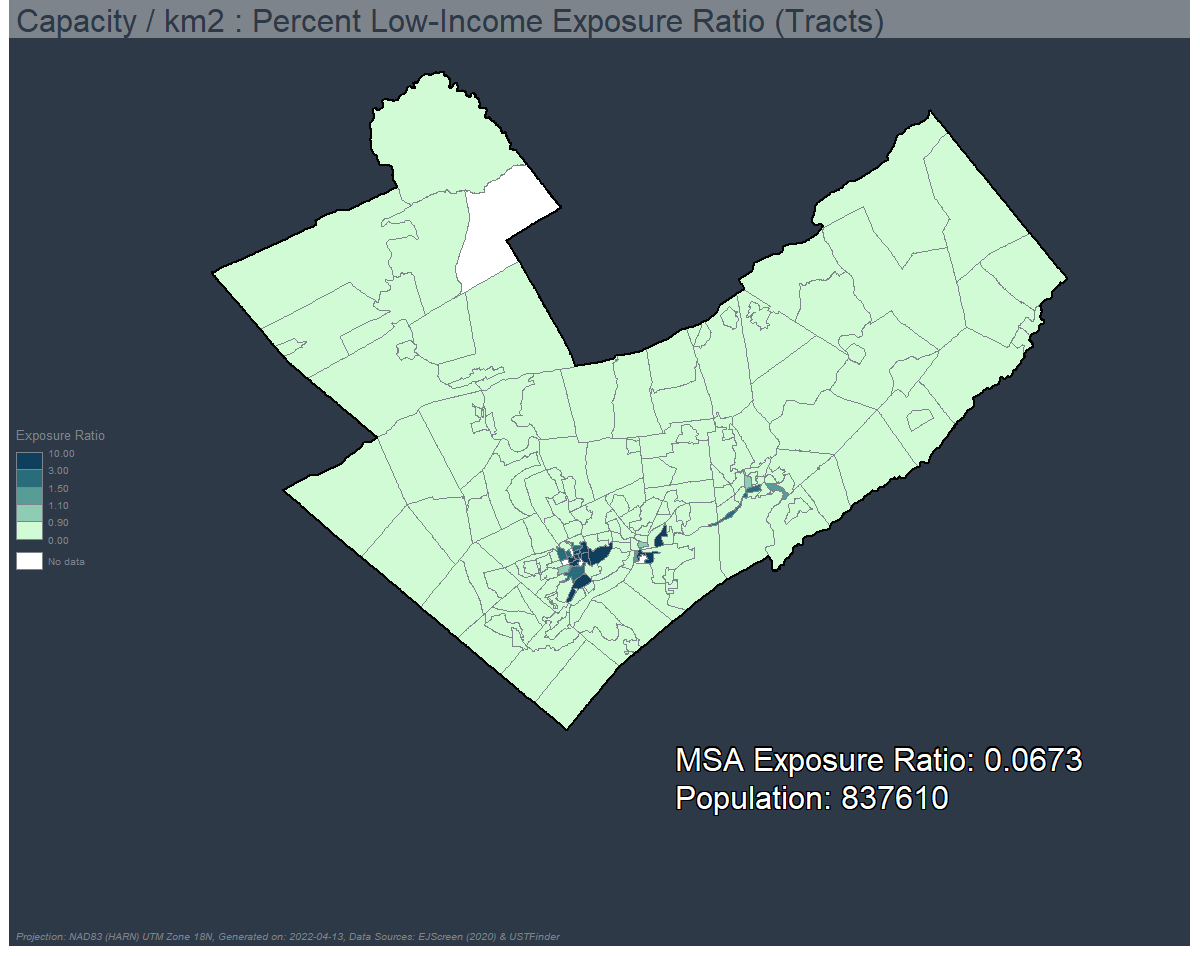 Capacity / km2 : Percent Low-Income Exposure Ratio (Tracts)
Exposure Ratio
10.00
3.00
1.50
1.10
0.90
0.00
No data
MSA Exposure Ratio: 0.0673
Population: 837610
Projection: NAD83 (HARN) UTM Zone 18N, Generated on: 2022-04-13, Data Sources: EJScreen (2020) & USTFinder